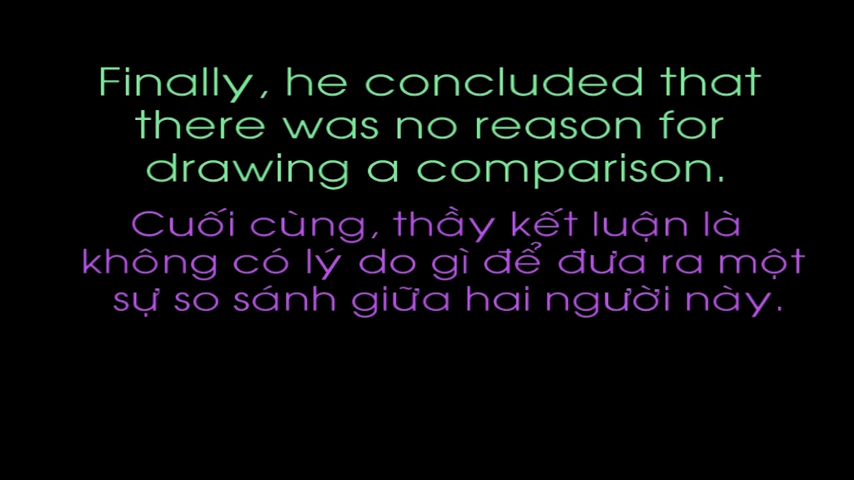 Finally, he concluded that
there was no reason for
drawing a comparison.
Cuối cùng, thầy kết luận là
không có lý do gì để đưa ra một
sự so sánh giữa hai người này.